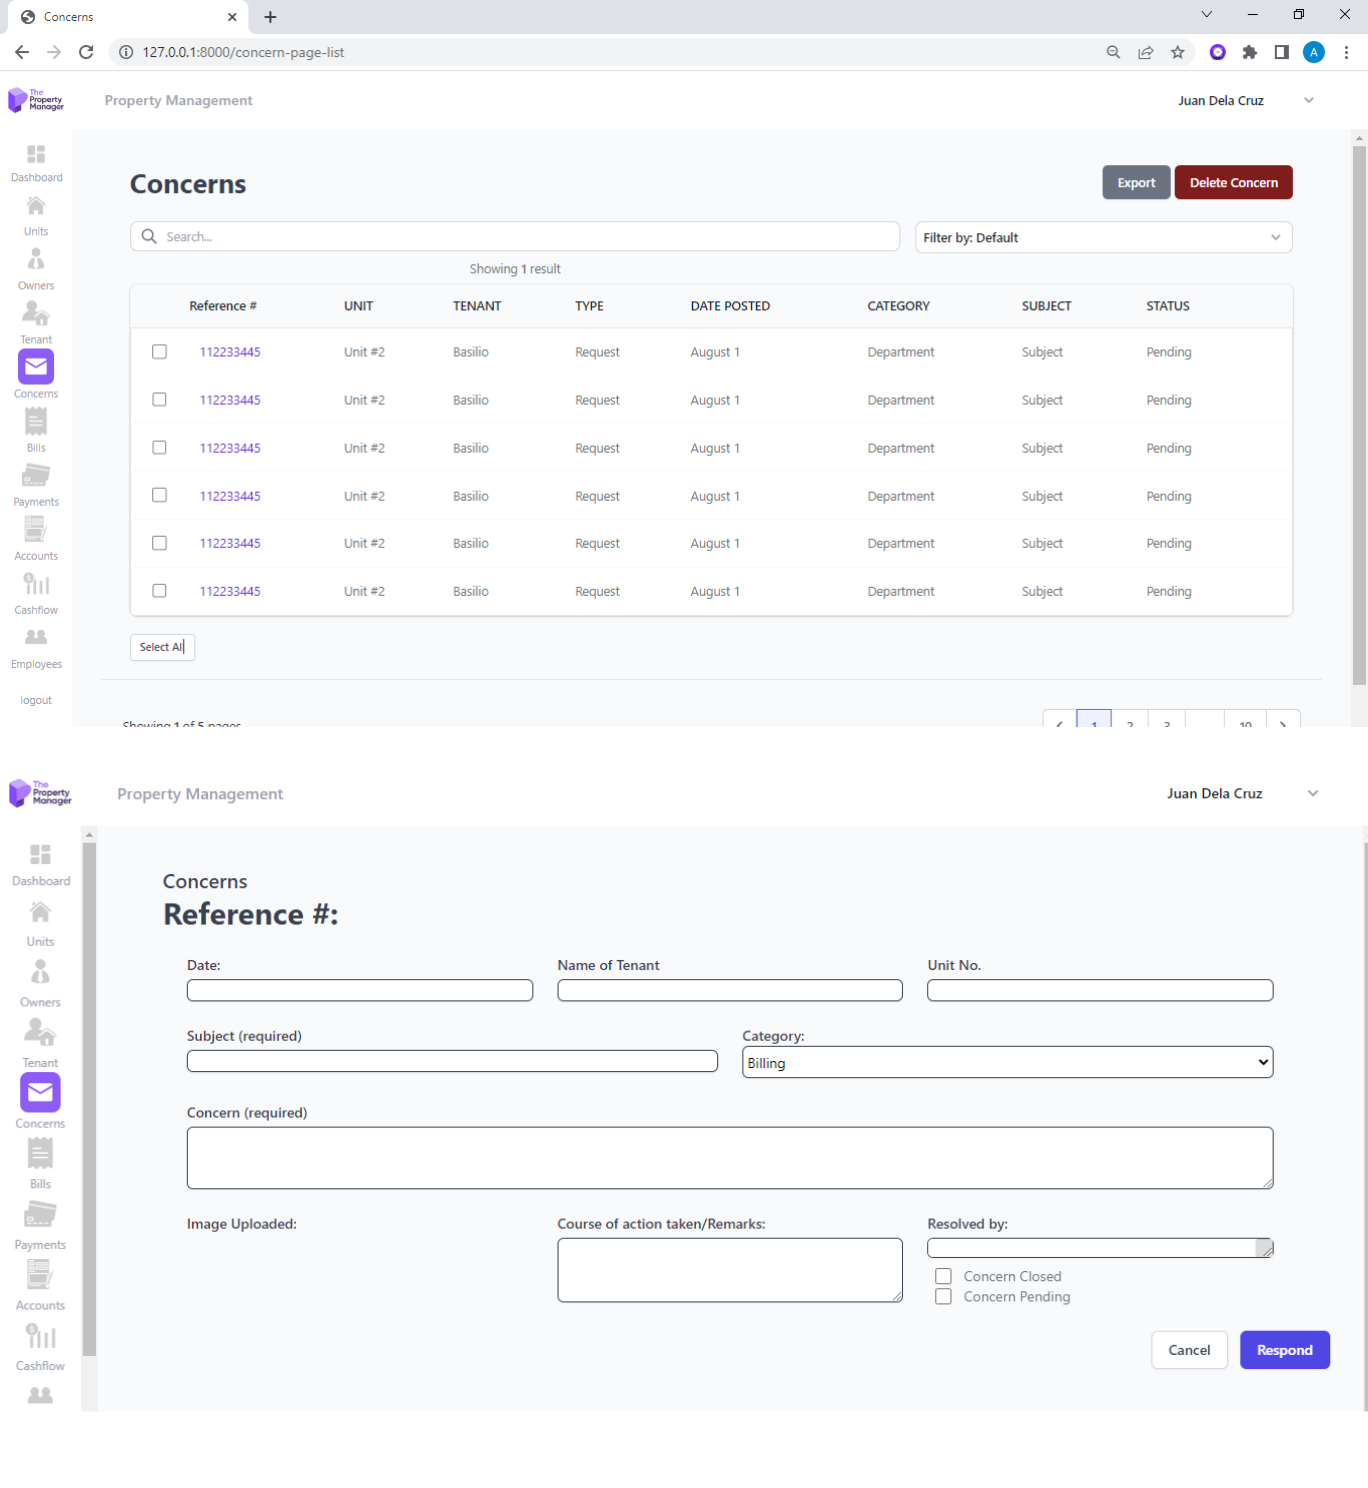 Concerns
127.0.0.1:8000/concern-page-list
A
The Property Manager
Property Management
Juan Dela Cruz
Dashboard
Units
Owners
Tenant
Concerns
Bills
Payments
Accounts
Cashflow
Employees
logout
Concerns
Export
Delete Concern
Search...
Filter by: Default
Showing 1 result
Reference # UNIT TENANT TYPE DATE POSTED CATEGORY SUBJECT STATUS
112233445 Unit #2 Basilio Request August 1 Department Subject Pending
112233445 Unit #2 Basilio Request August 1 Department Subject Pending
112233445 Unit #2 Basilio Request August 1 Department Subject Pending
112233445 Unit #2 Basilio Request August 1 Department Subject Pending
112233445 Unit #2 Basilio Request August 1 Department Subject Pending
112233445 Unit #2 Basilio Request August 1 Department Subject Pending
Select All
Showing 1 of 5 pages
1 2 3 ... 10
The Property Manager
Property Management
Juan Dela Cruz
Dashboard
Units
Owners
Tenant
Concerns
Bills
Payments
Accounts
Cashflow
Concerns
Reference #:
Date: Name of Tenant Unit No.
Subject (required) Category:
Billing
Concern (required)
Image Uploaded: Course of action taken/Remarks: Resolved by:
Concern Closed
Concern Pending
Cancel Respond